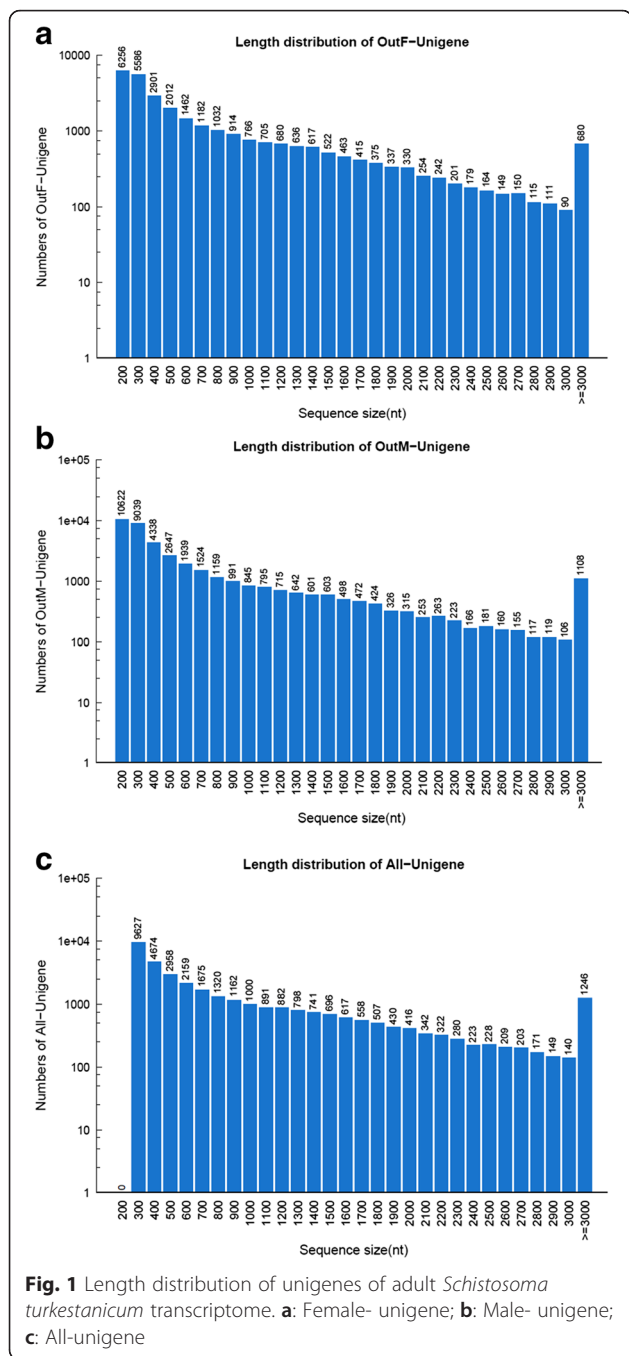 a
Length distribution of OutF−Unigene
Numbers of OutF−Unigene
10000
1000
100
10
1
6256 5586 2901 2012 1462 1182 1032 914 766 705 680 636 617 522 463 415 375 337 330 254 242 201 179 164 149 150 115 111 90 680
200 300 400 500 600 700 800 900 1000 1100 1200 1300 1400 1500 1600 1700 1800 1900 2000 2100 2200 2300 2400 2500 2600 2700 2800 2900 3000 >=3000
Sequence size(nt)
b
Length distribution of OutM−Unigene
Numbers of OutM−Unigene
1e+05
1e+04
1000
100
10
1
10622 9039 4338 2647 1939 1524 1159 991 845 795 715 642 601 603 498 472 424 326 315 253 263 223 166 181 160 155 117 119 106 1108
200 300 400 500 600 700 800 900 1000 1100 1200 1300 1400 1500 1600 1700 1800 1900 2000 2100 2200 2300 2400 2500 2600 2700 2800 2900 3000 >=3000
Sequence size(nt)
c
Length distribution of All−Unigene
Numbers of All−Unigene
1e+05
1e+04
1000
100
10
1
0 9627 4674 2958 2159 1675 1320 1162 1000 891 882 798 741 696 617 558 507 430 416 342 322 280 223 228 209 203 171 149 140 1246
200 300 400 500 600 700 800 900 1000 1100 1200 1300 1400 1500 1600 1700 1800 1900 2000 2100 2200 2300 2400 2500 2600 2700 2800 2900 3000 >=3000
Sequence size(nt)
Fig. 1 Length distribution of unigenes of adult Schistosoma
turkestanicum transcriptome. a: Female- unigene; b: Male- unigene;
c: All-unigene